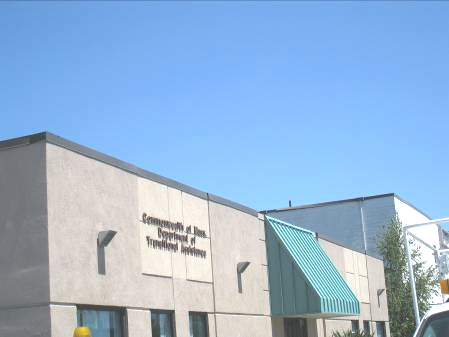 Commonwealth of Mass.
Department of
Transitional Assistance